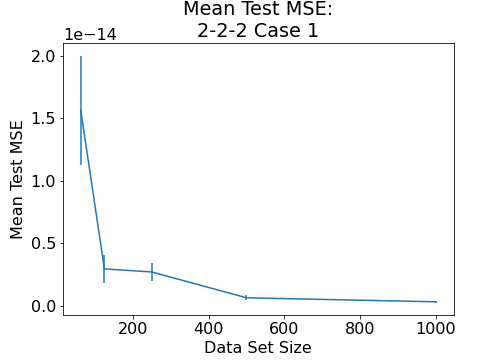 Mean Test MSE:
2-2-2 Case 1
1e−14
2.0
1.5
1.0
0.5
0.0
Mean Test MSE
200 400 600 800 1000
Data Set Size